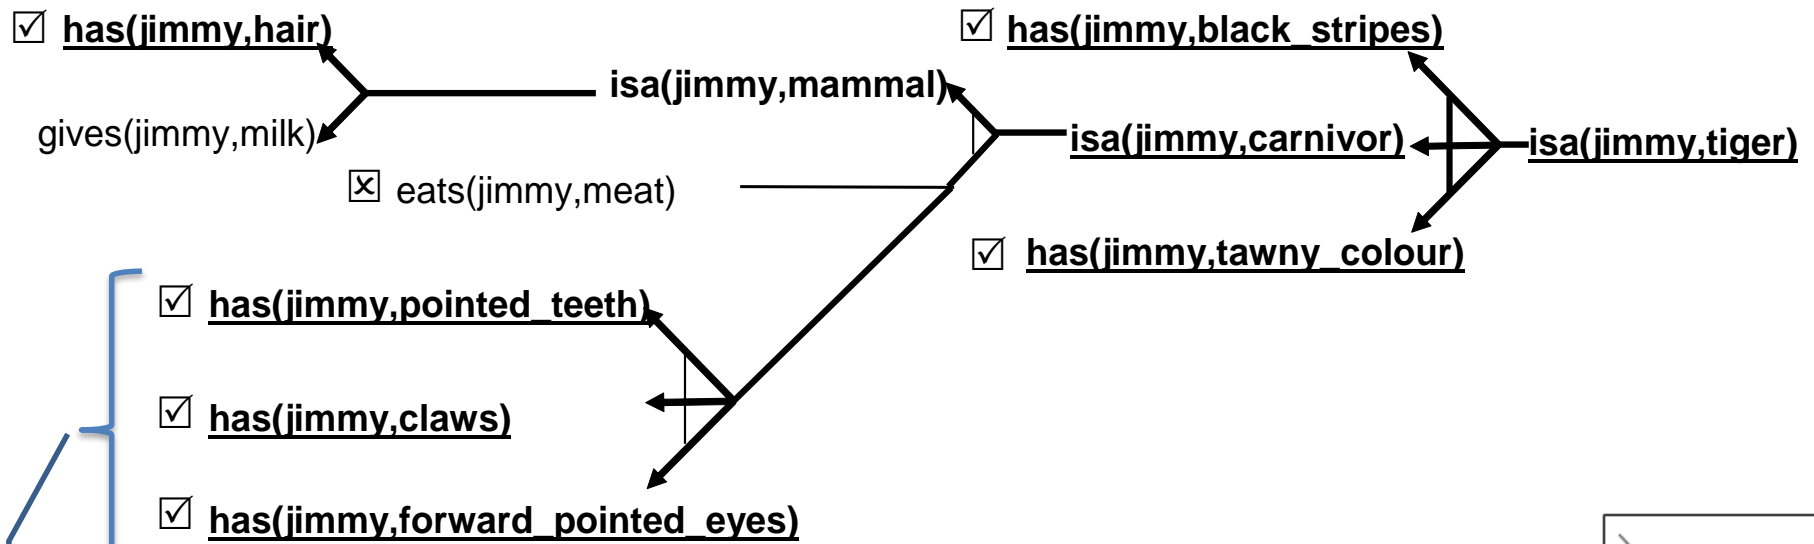 ☑ has(jimmy,hair)
☑ has(jimmy,black_stripes)
isa(jimmy,mammal)
gives(jimmy,milk)
isa(jimmy,carnivor)
isa(jimmy,tiger)
☒ eats(jimmy,meat)
☑ has(jimmy,tawny_colour)
☑ has(jimmy,pointed_teeth)
☑ has(jimmy,claws)
☑ has(jimmy,forward_pointed_eyes)